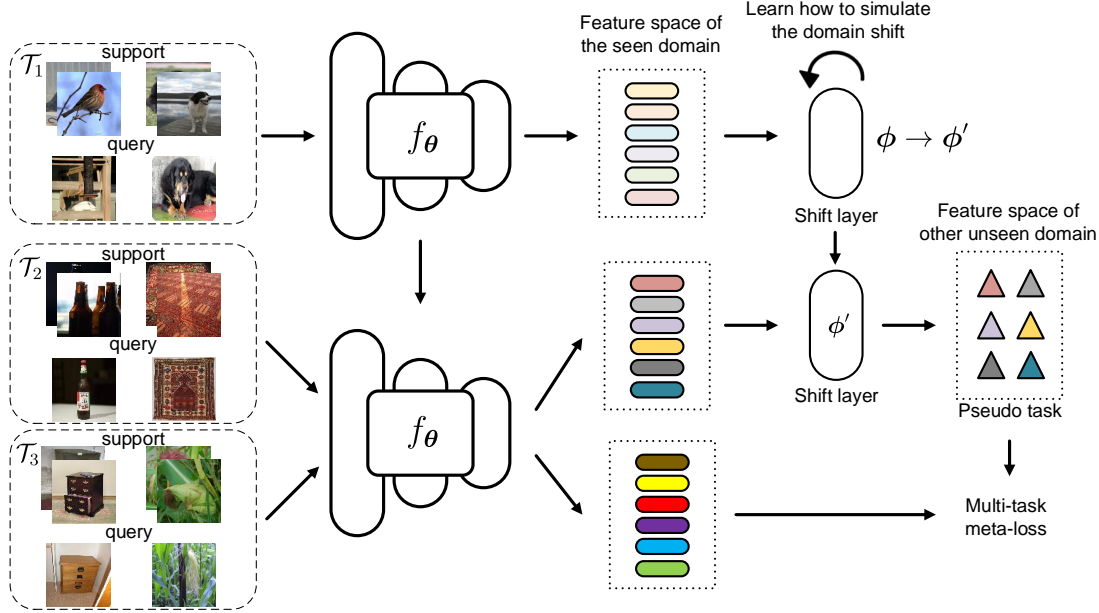 Learn how to simulate
the domain shift
Feature space of
the seen domain
𝒯₁
support
query
f_θ
ϕ → ϕ′
Shift layer
Feature space of
other unseen domain
𝒯₂
support
query
f_θ
ϕ′
Shift layer
Pseudo task
𝒯₃
support
query
Multi-task
meta-loss